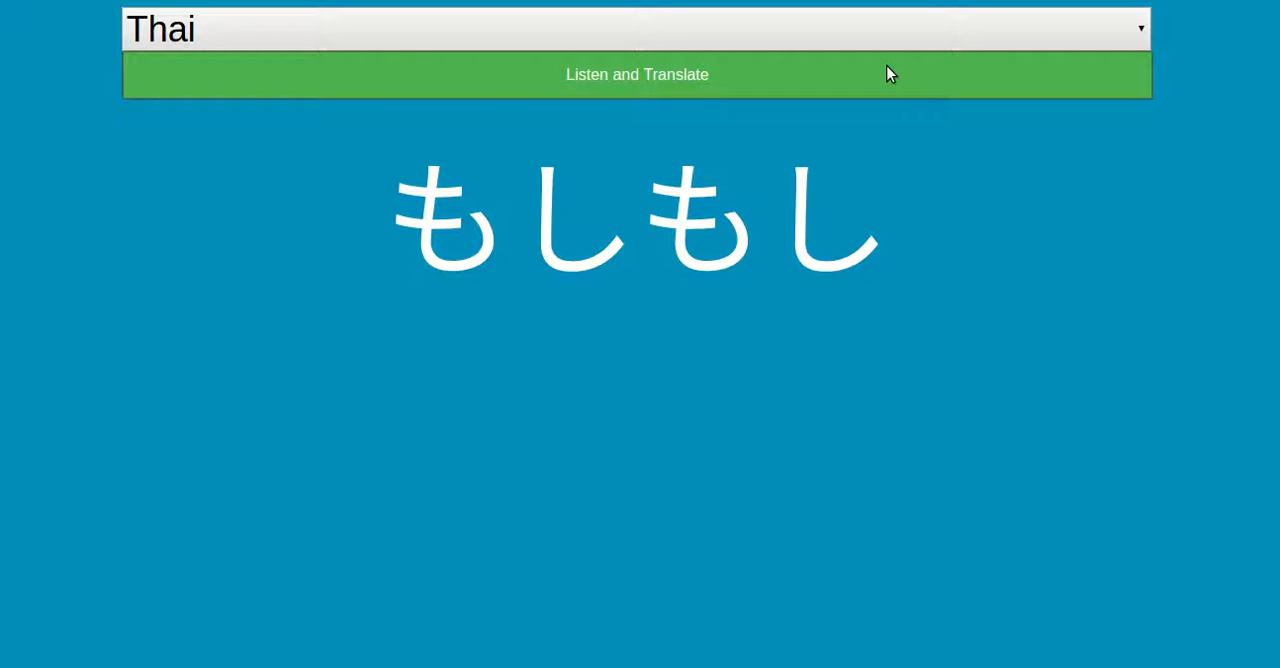 Thai
Listen and Translate
もしもし